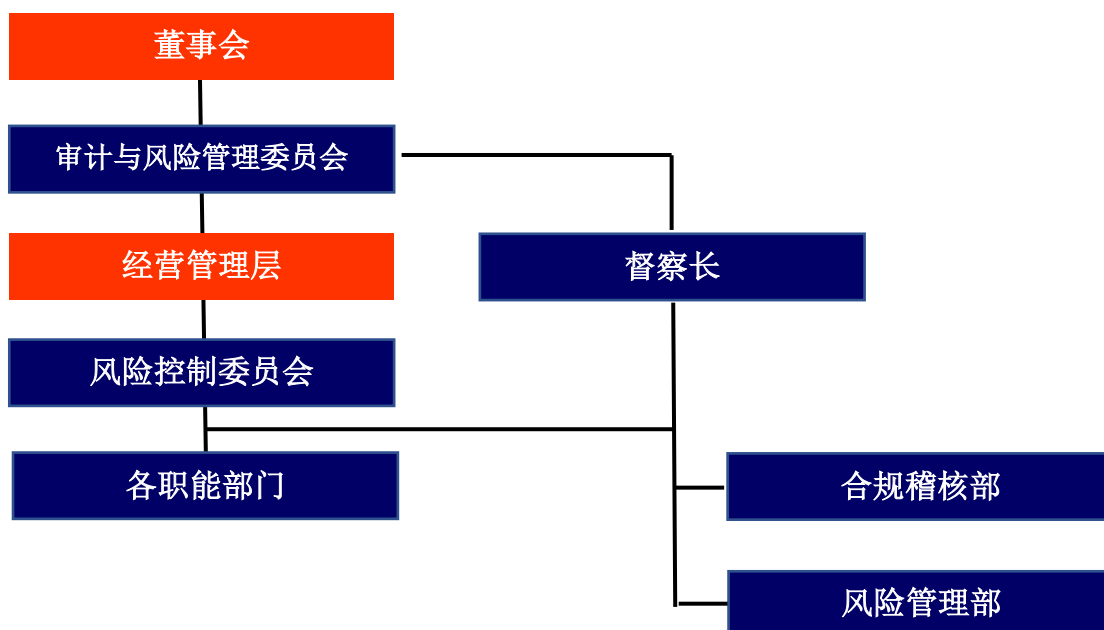 董事会
审计与风险管理委员会
经营管理层
督察长
风险控制委员会
各职能部门
合规稽核部
风险管理部